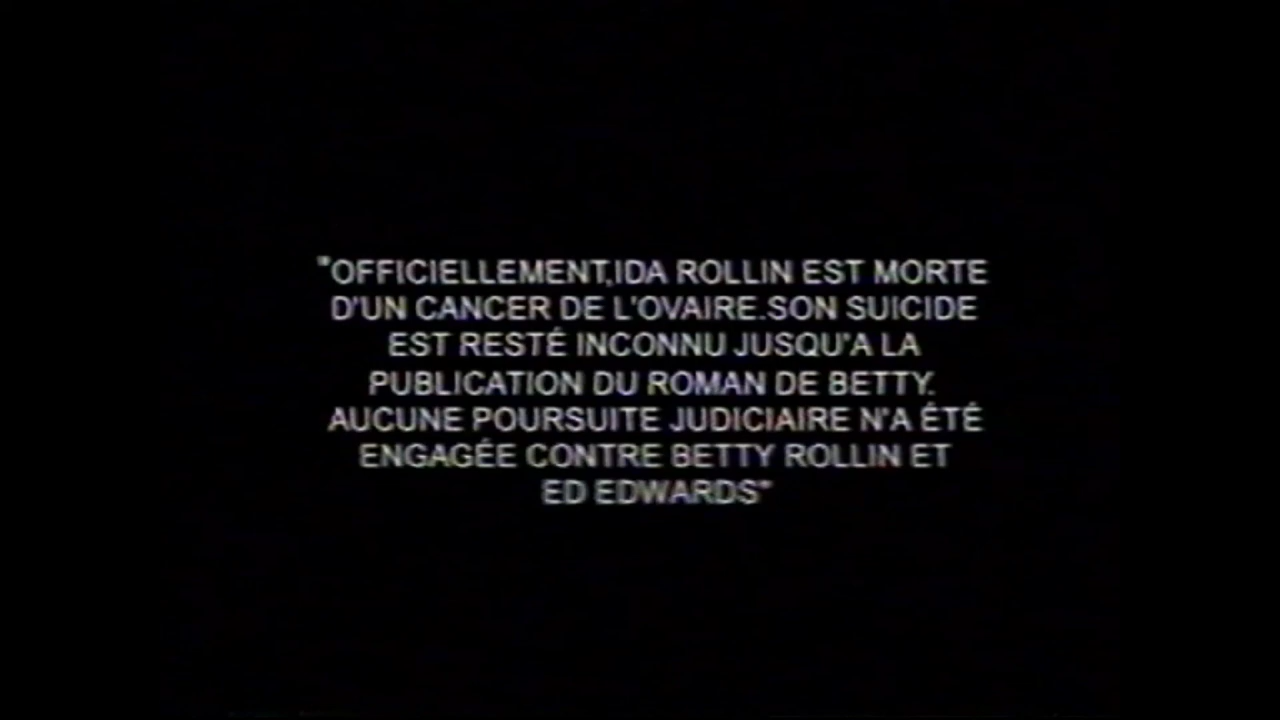 "OFFICIELLEMENT,IDA ROLLIN EST MORTE
D'UN CANCER DE L'OVAIRE.SON SUICIDE
EST RESTÉ INCONNU JUSQU'A LA
PUBLICATION DU ROMAN DE BETTY.
AUCUNE POURSUITE JUDICIAIRE N'A ÉTÉ
ENGAGÉE CONTRE BETTY ROLLIN ET
ED EDWARDS"